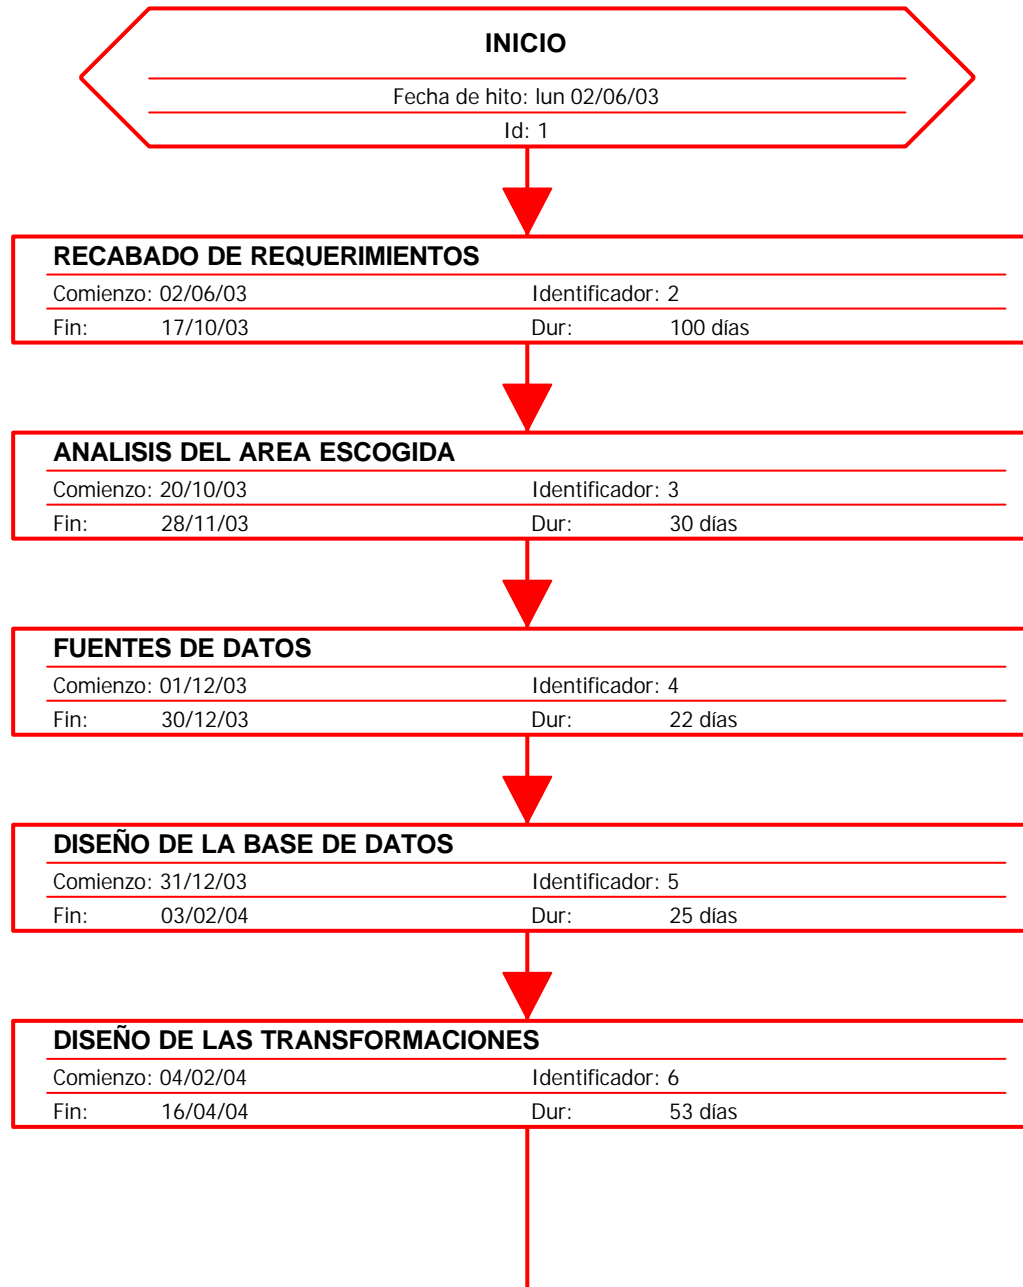 INICIO
Fecha de hito: lun 02/06/03
Id: 1
RECABADO DE REQUERIMIENTOS
Comienzo: 02/06/03 Identificador: 2
Fin: 17/10/03 Dur: 100 días
ANALISIS DEL AREA ESCOGIDA
Comienzo: 20/10/03 Identificador: 3
Fin: 28/11/03 Dur: 30 días
FUENTES DE DATOS
Comienzo: 01/12/03 Identificador: 4
Fin: 30/12/03 Dur: 22 días
DISEÑO DE LA BASE DE DATOS
Comienzo: 31/12/03 Identificador: 5
Fin: 03/02/04 Dur: 25 días
DISEÑO DE LAS TRANSFORMACIONES
Comienzo: 04/02/04 Identificador: 6
Fin: 16/04/04 Dur: 53 días